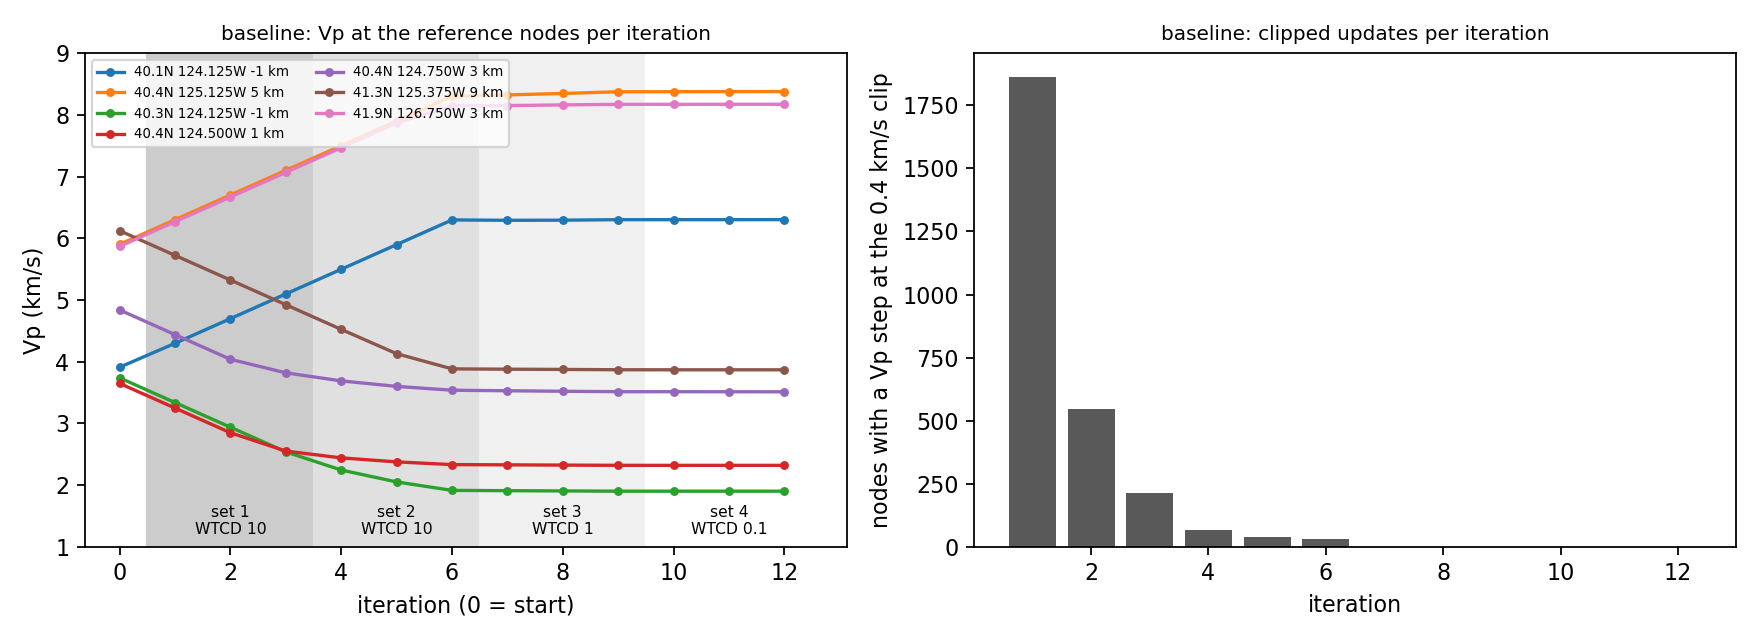 baseline: Vp at the reference nodes per iteration
9
8
7
6
5
4
3
2
1
Vp (km/s)
40.1N 124.125W -1 km
40.4N 125.125W 5 km
40.3N 124.125W -1 km
40.4N 124.500W 1 km
40.4N 124.750W 3 km
41.3N 125.375W 9 km
41.9N 126.750W 3 km
set 1
WTCD 10
set 2
WTCD 10
set 3
WTCD 1
set 4
WTCD 0.1
0 2 4 6 8 10 12
iteration (0 = start)
baseline: clipped updates per iteration
nodes with a Vp step at the 0.4 km/s clip
1750
1500
1250
1000
750
500
250
0
2 4 6 8 10 12
iteration